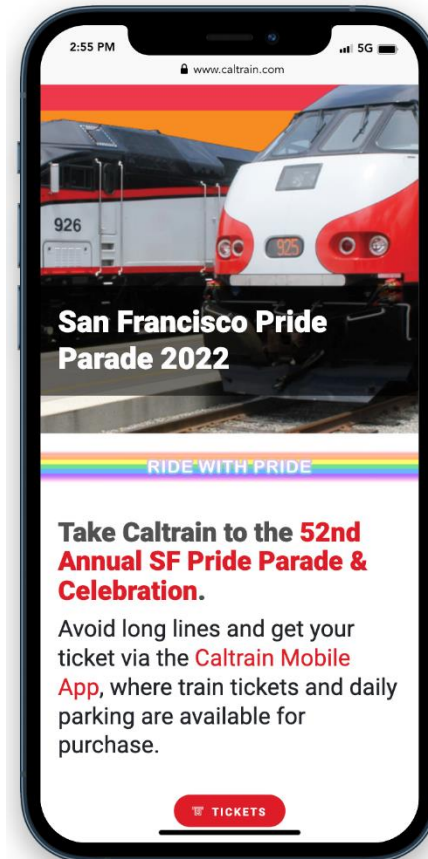 2:55 PM
5G
www.caltrain.com
926
925
San Francisco Pride
Parade 2022
RIDE WITH PRIDE
Take Caltrain to the 52nd
Annual SF Pride Parade &
Celebration.
Avoid long lines and get your
ticket via the Caltrain Mobile
App, where train tickets and daily
parking are available for
purchase.
TICKETS